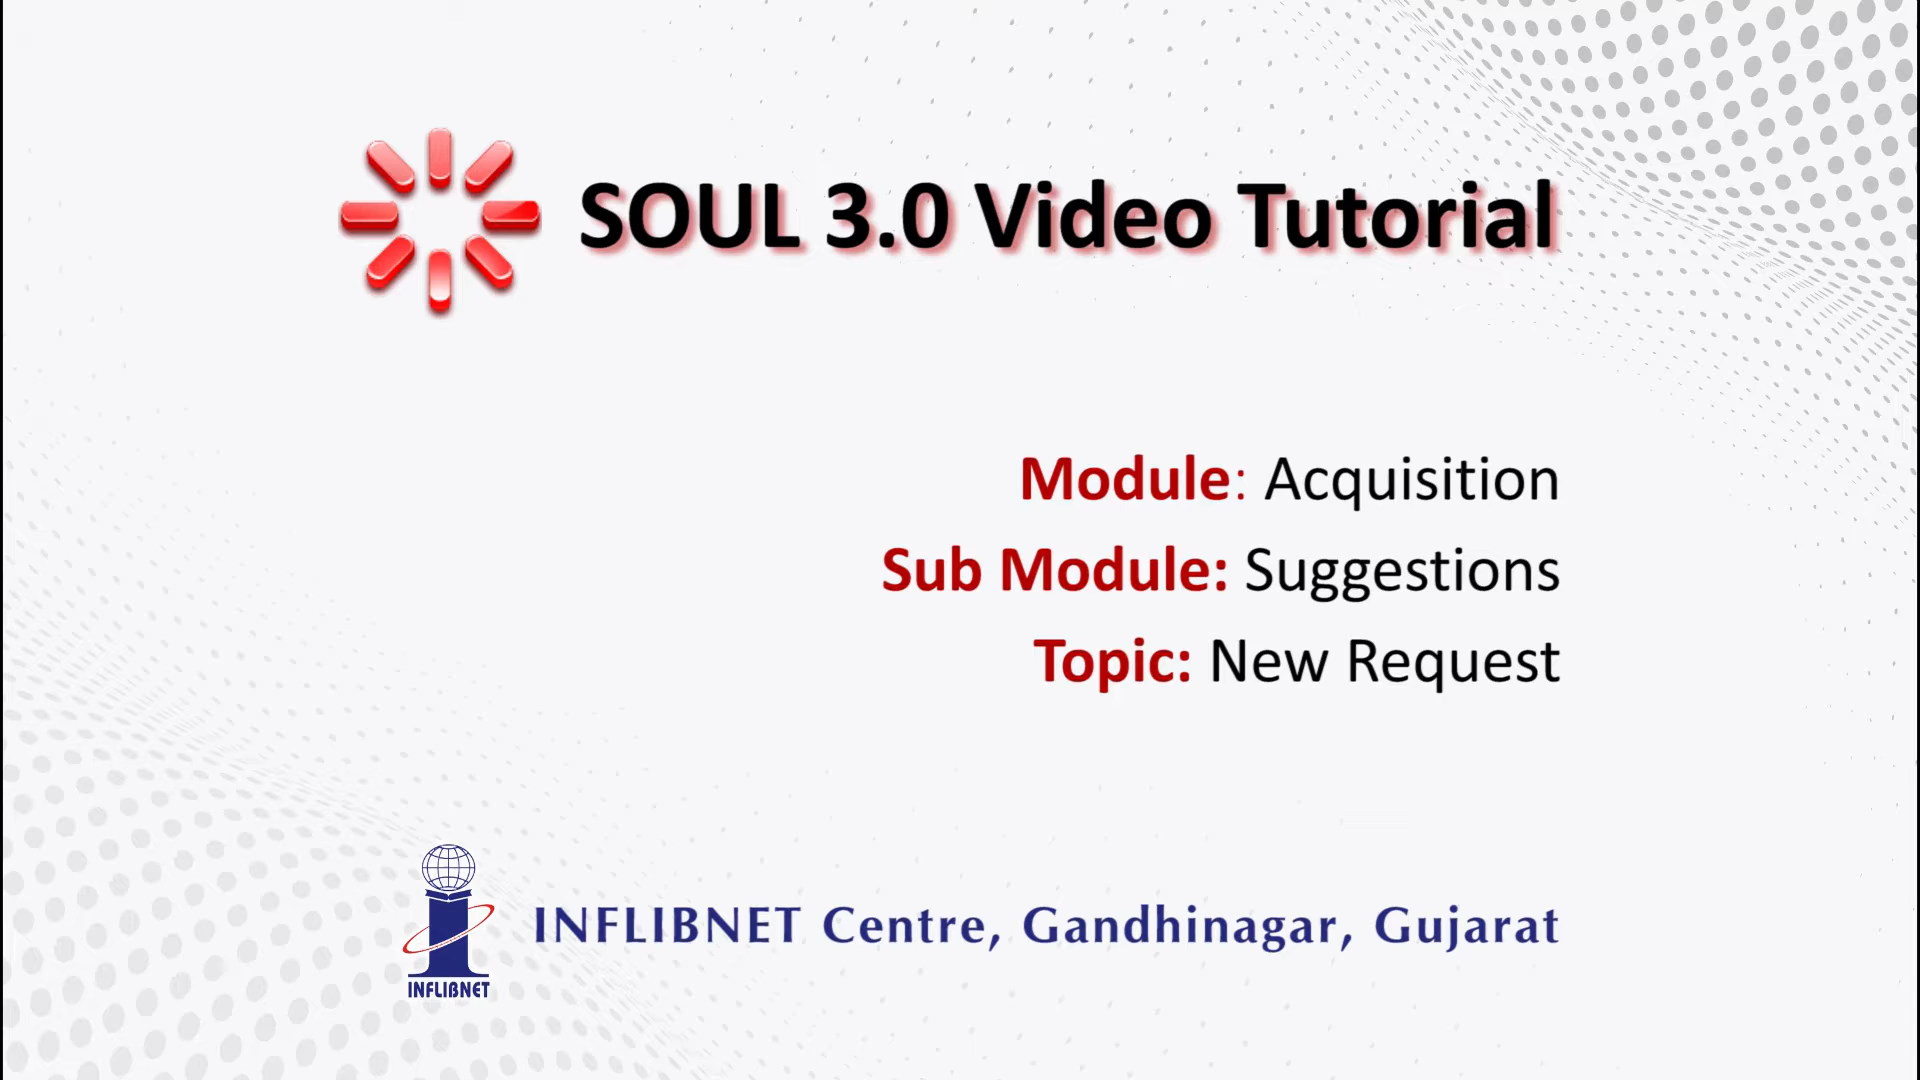 SOUL 3.0 Video Tutorial
Module: Acquisition
Sub Module: Suggestions
Topic: New Request
INFLIBNET Centre, Gandhinagar, Gujarat
INFLIBNET